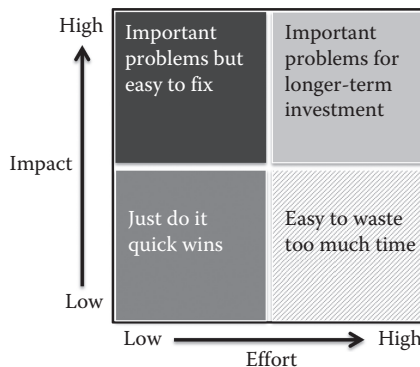 High
Important
problems but
easy to fix
Important
problems for
longer-term
investment
Impact
Just do it
quick wins
Easy to waste
too much time
Low
Low
High
Effort